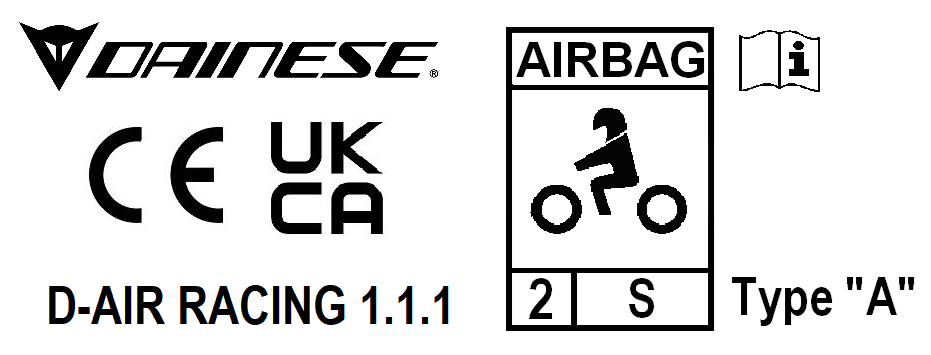 DAINESE®
AIRBAG
i
CE
UK
CA
D-AIR RACING 1.1.1
2
S
Type "A"